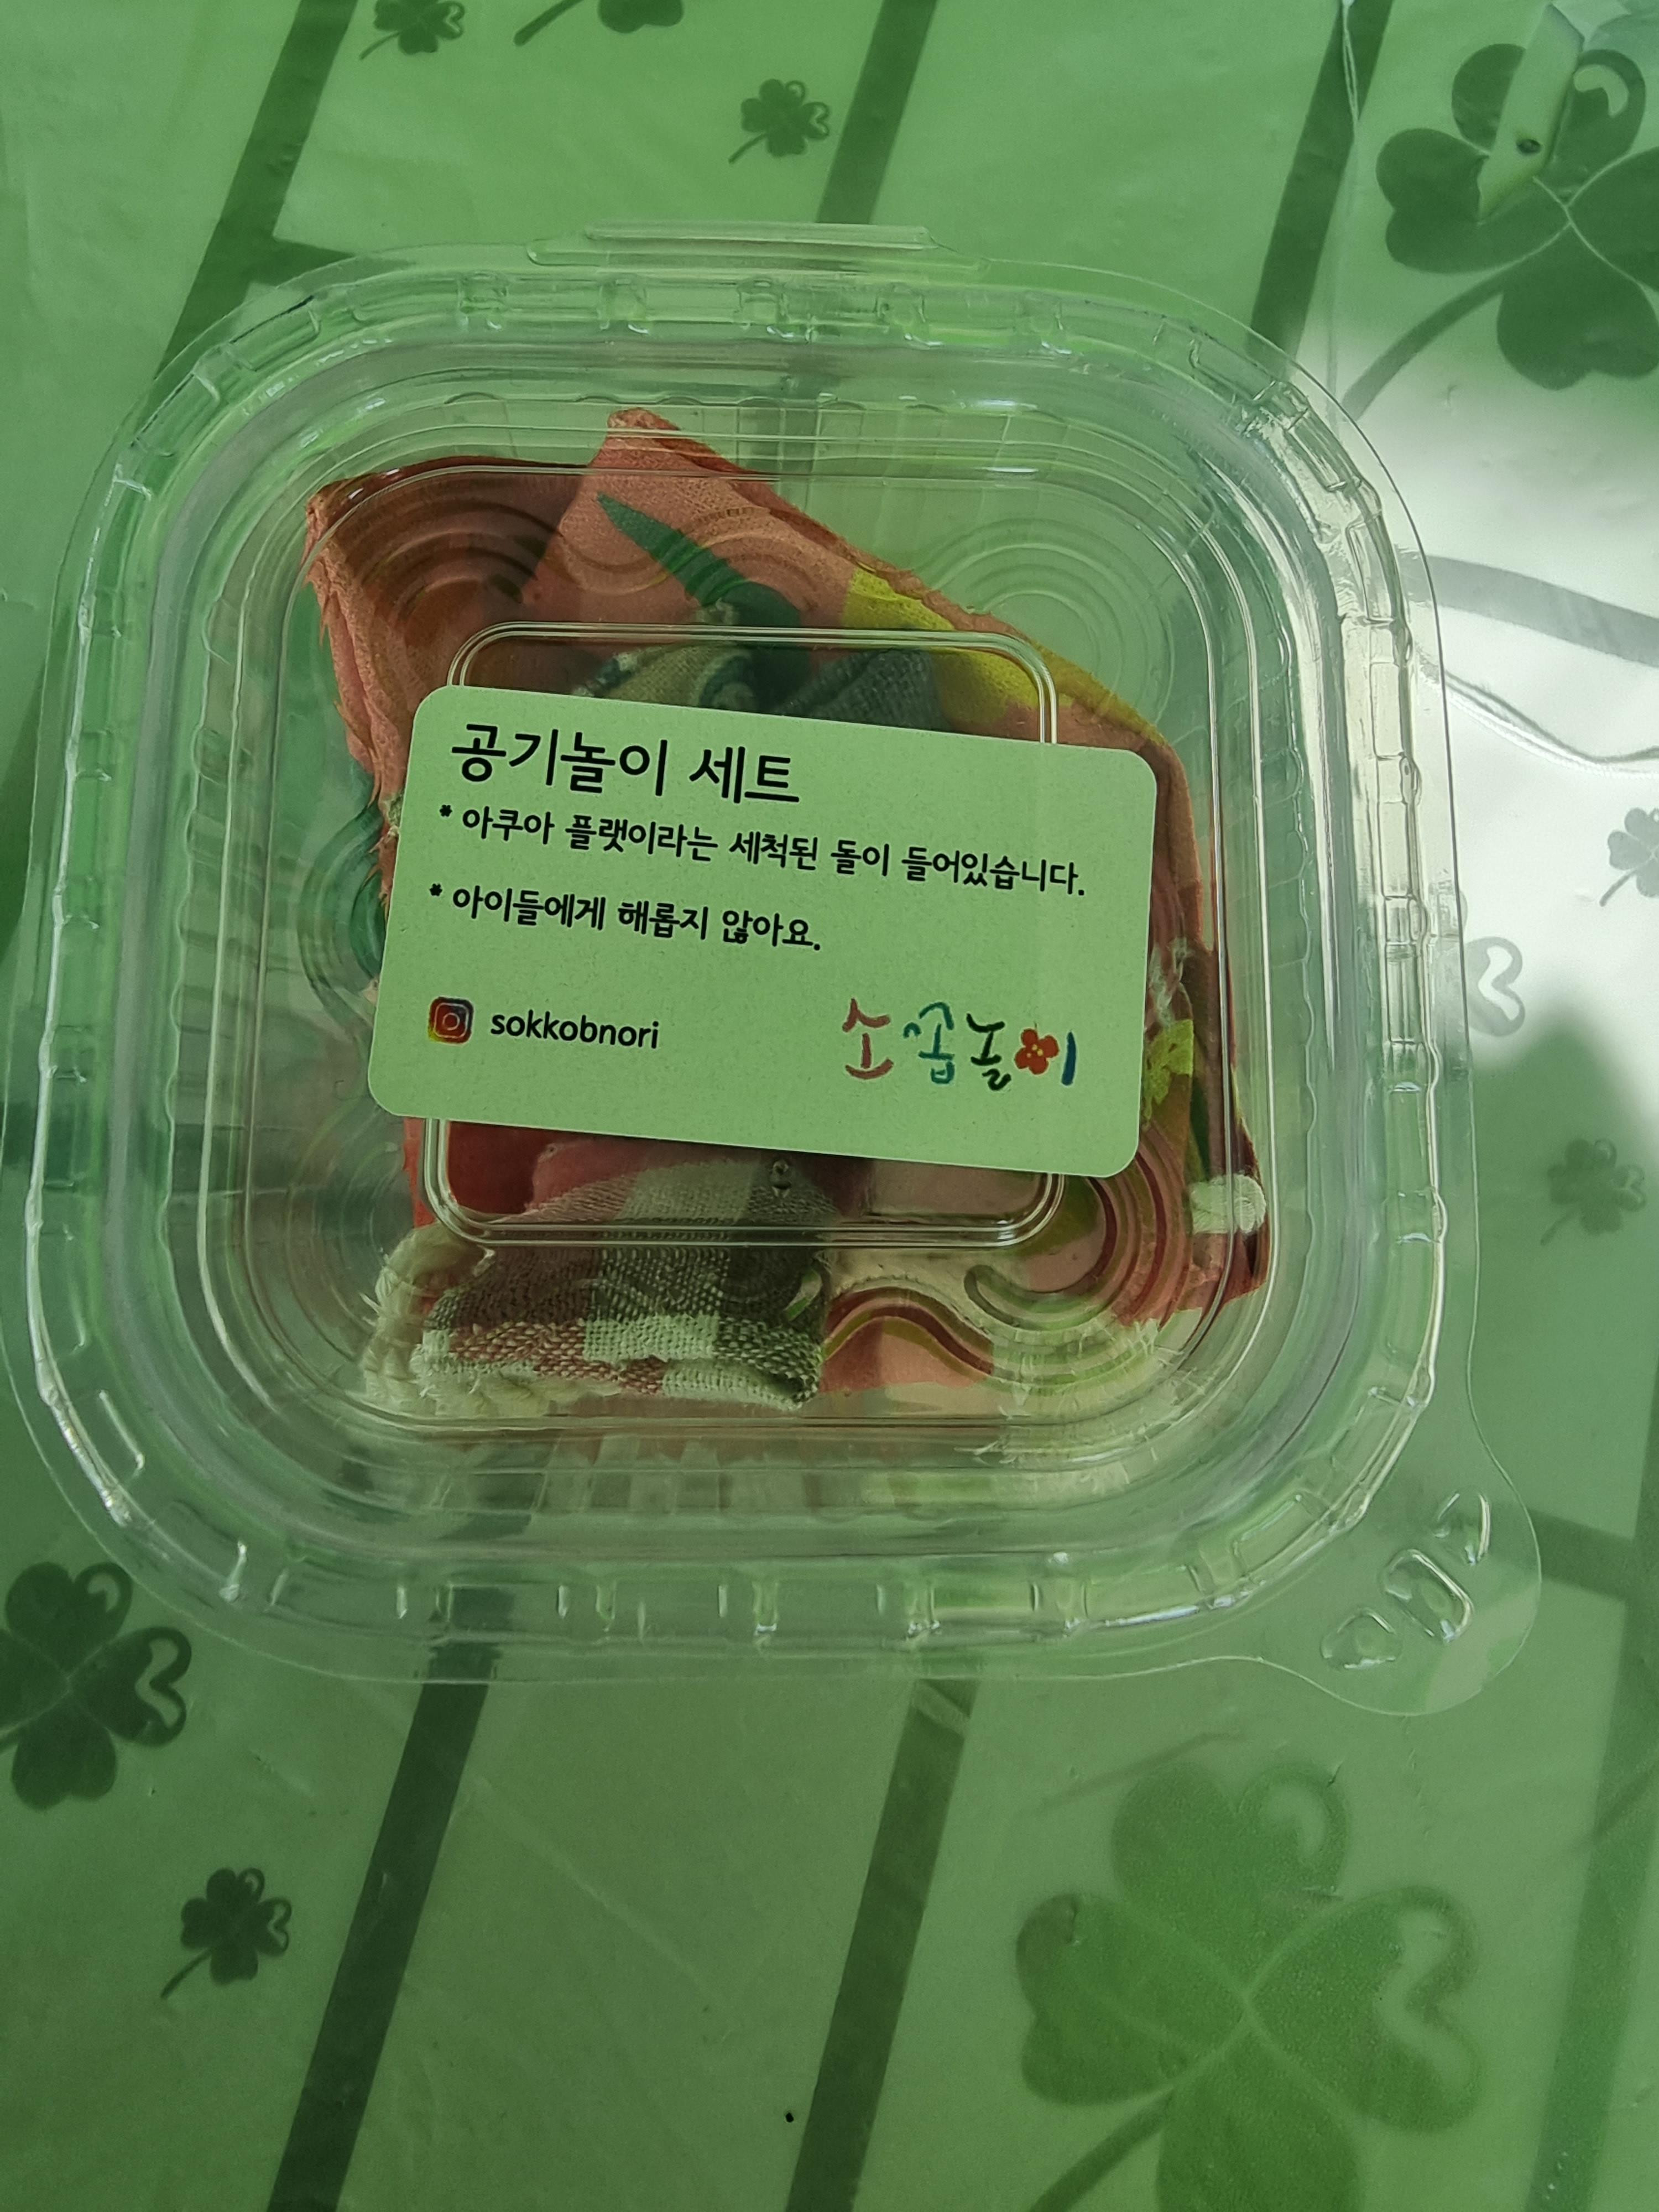 공기놀이 세트
* 아쿠아 플랫이라는 세척된 돌이 들어있습니다.
* 아이들에게 해롭지 않아요.
sokkobnori
소꿉놀이